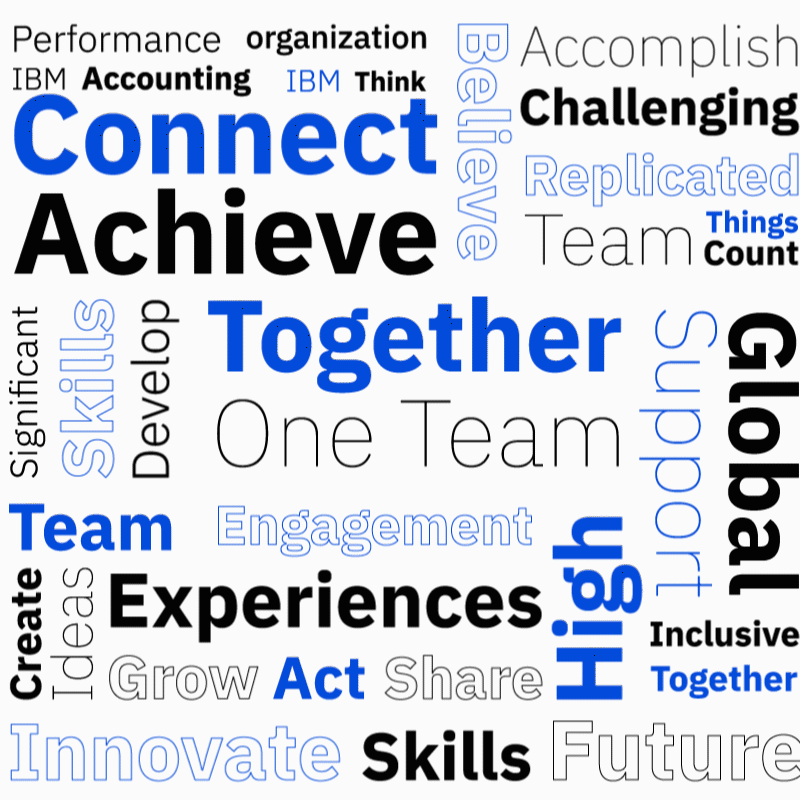 Performance organization
IBM Accounting IBM Think
Connect
Achieve
Believe
Accomplish
Challenging
Replicated
Team Things
Count
Significant
Skills
Develop
Together
One Team
Support
Global
Team Engagement
Create
Ideas
Experiences
Grow Act Share
High
Inclusive
Together
Innovate Skills Future